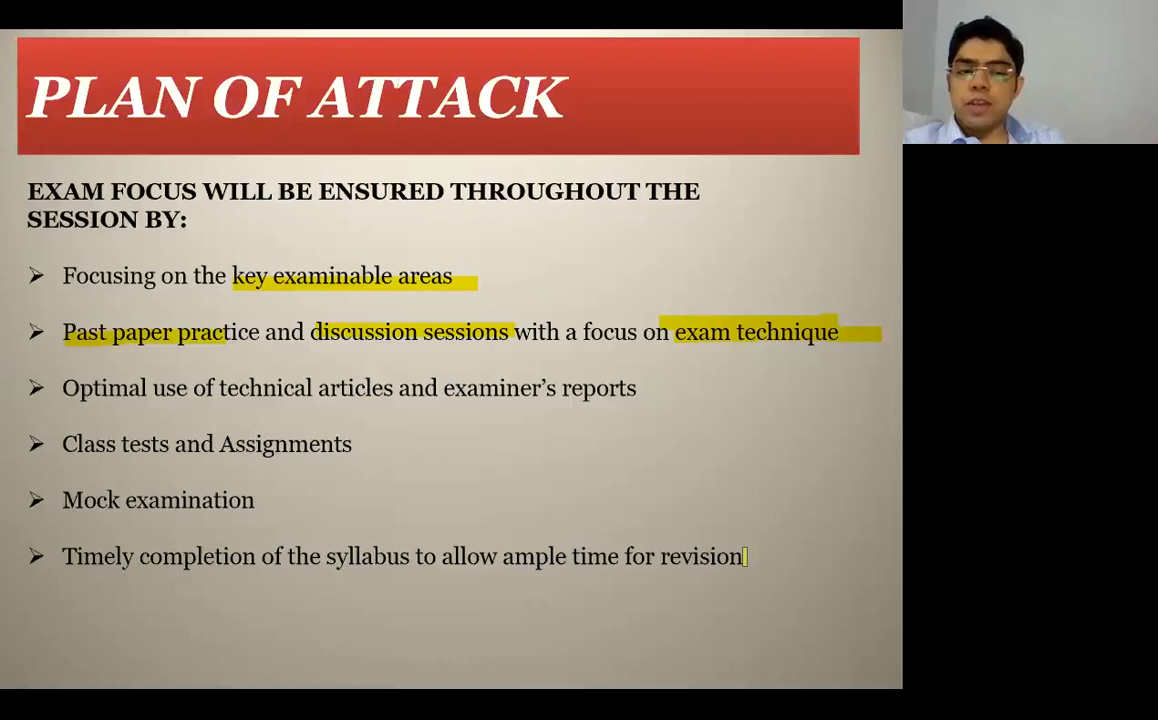 PLAN OF ATTACK
EXAM FOCUS WILL BE ENSURED THROUGHOUT THE
SESSION BY:
➢ Focusing on the key examinable areas
➢ Past paper practice and discussion sessions with a focus on exam technique
➢ Optimal use of technical articles and examiner’s reports
➢ Class tests and Assignments
➢ Mock examination
➢ Timely completion of the syllabus to allow ample time for revision